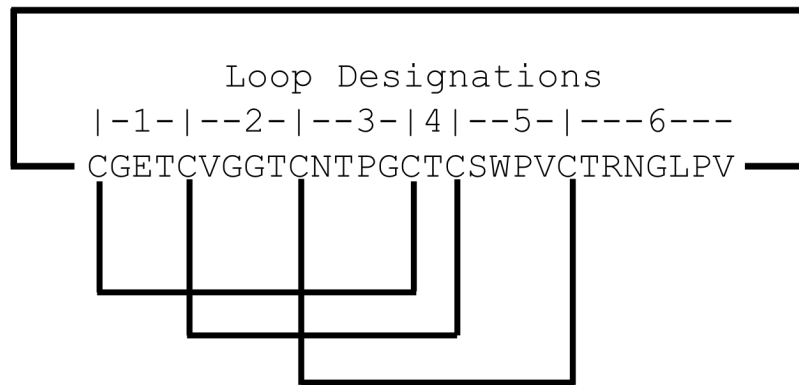 Loop Designations
|-1-|--2-|--3-|4|--5-|---6---
CGETCVGGTCNTPGCTCSWPVCTRNGLPV